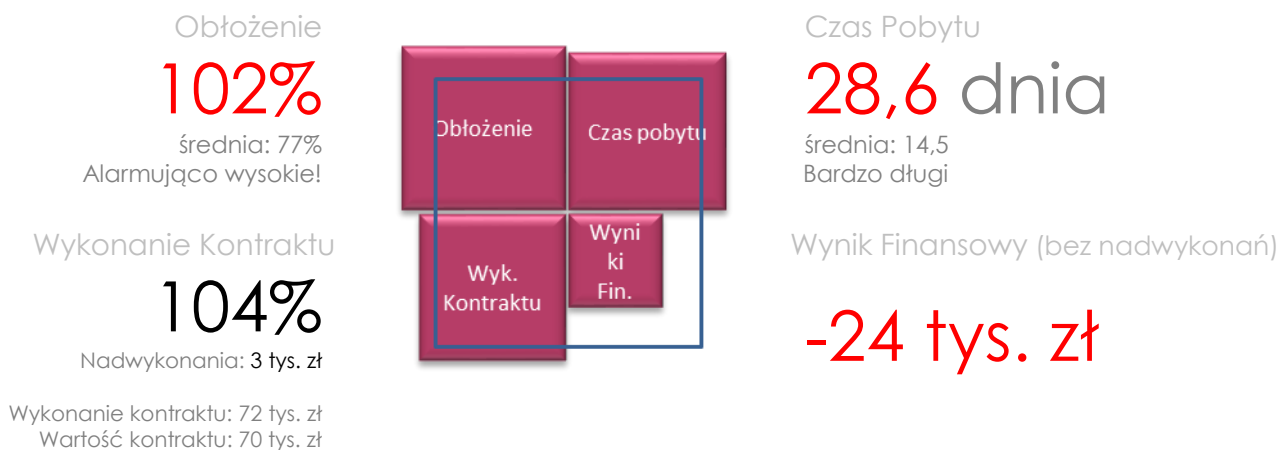 Obłożenie
102%
średnia: 77%
Alarmująco wysokie!
Wykonanie Kontraktu
104%
Nadwykonania: 3 tys. zł
Wykonanie kontraktu: 72 tys. zł
Wartość kontraktu: 70 tys. zł
Obłożenie
Czas pobytu
Wyk.
Kontraktu
Wyni
ki
Fin.
Czas Pobytu
28,6 dnia
średnia: 14,5
Bardzo długi
Wynik Finansowy (bez nadwykonań)
-24 tys. zł